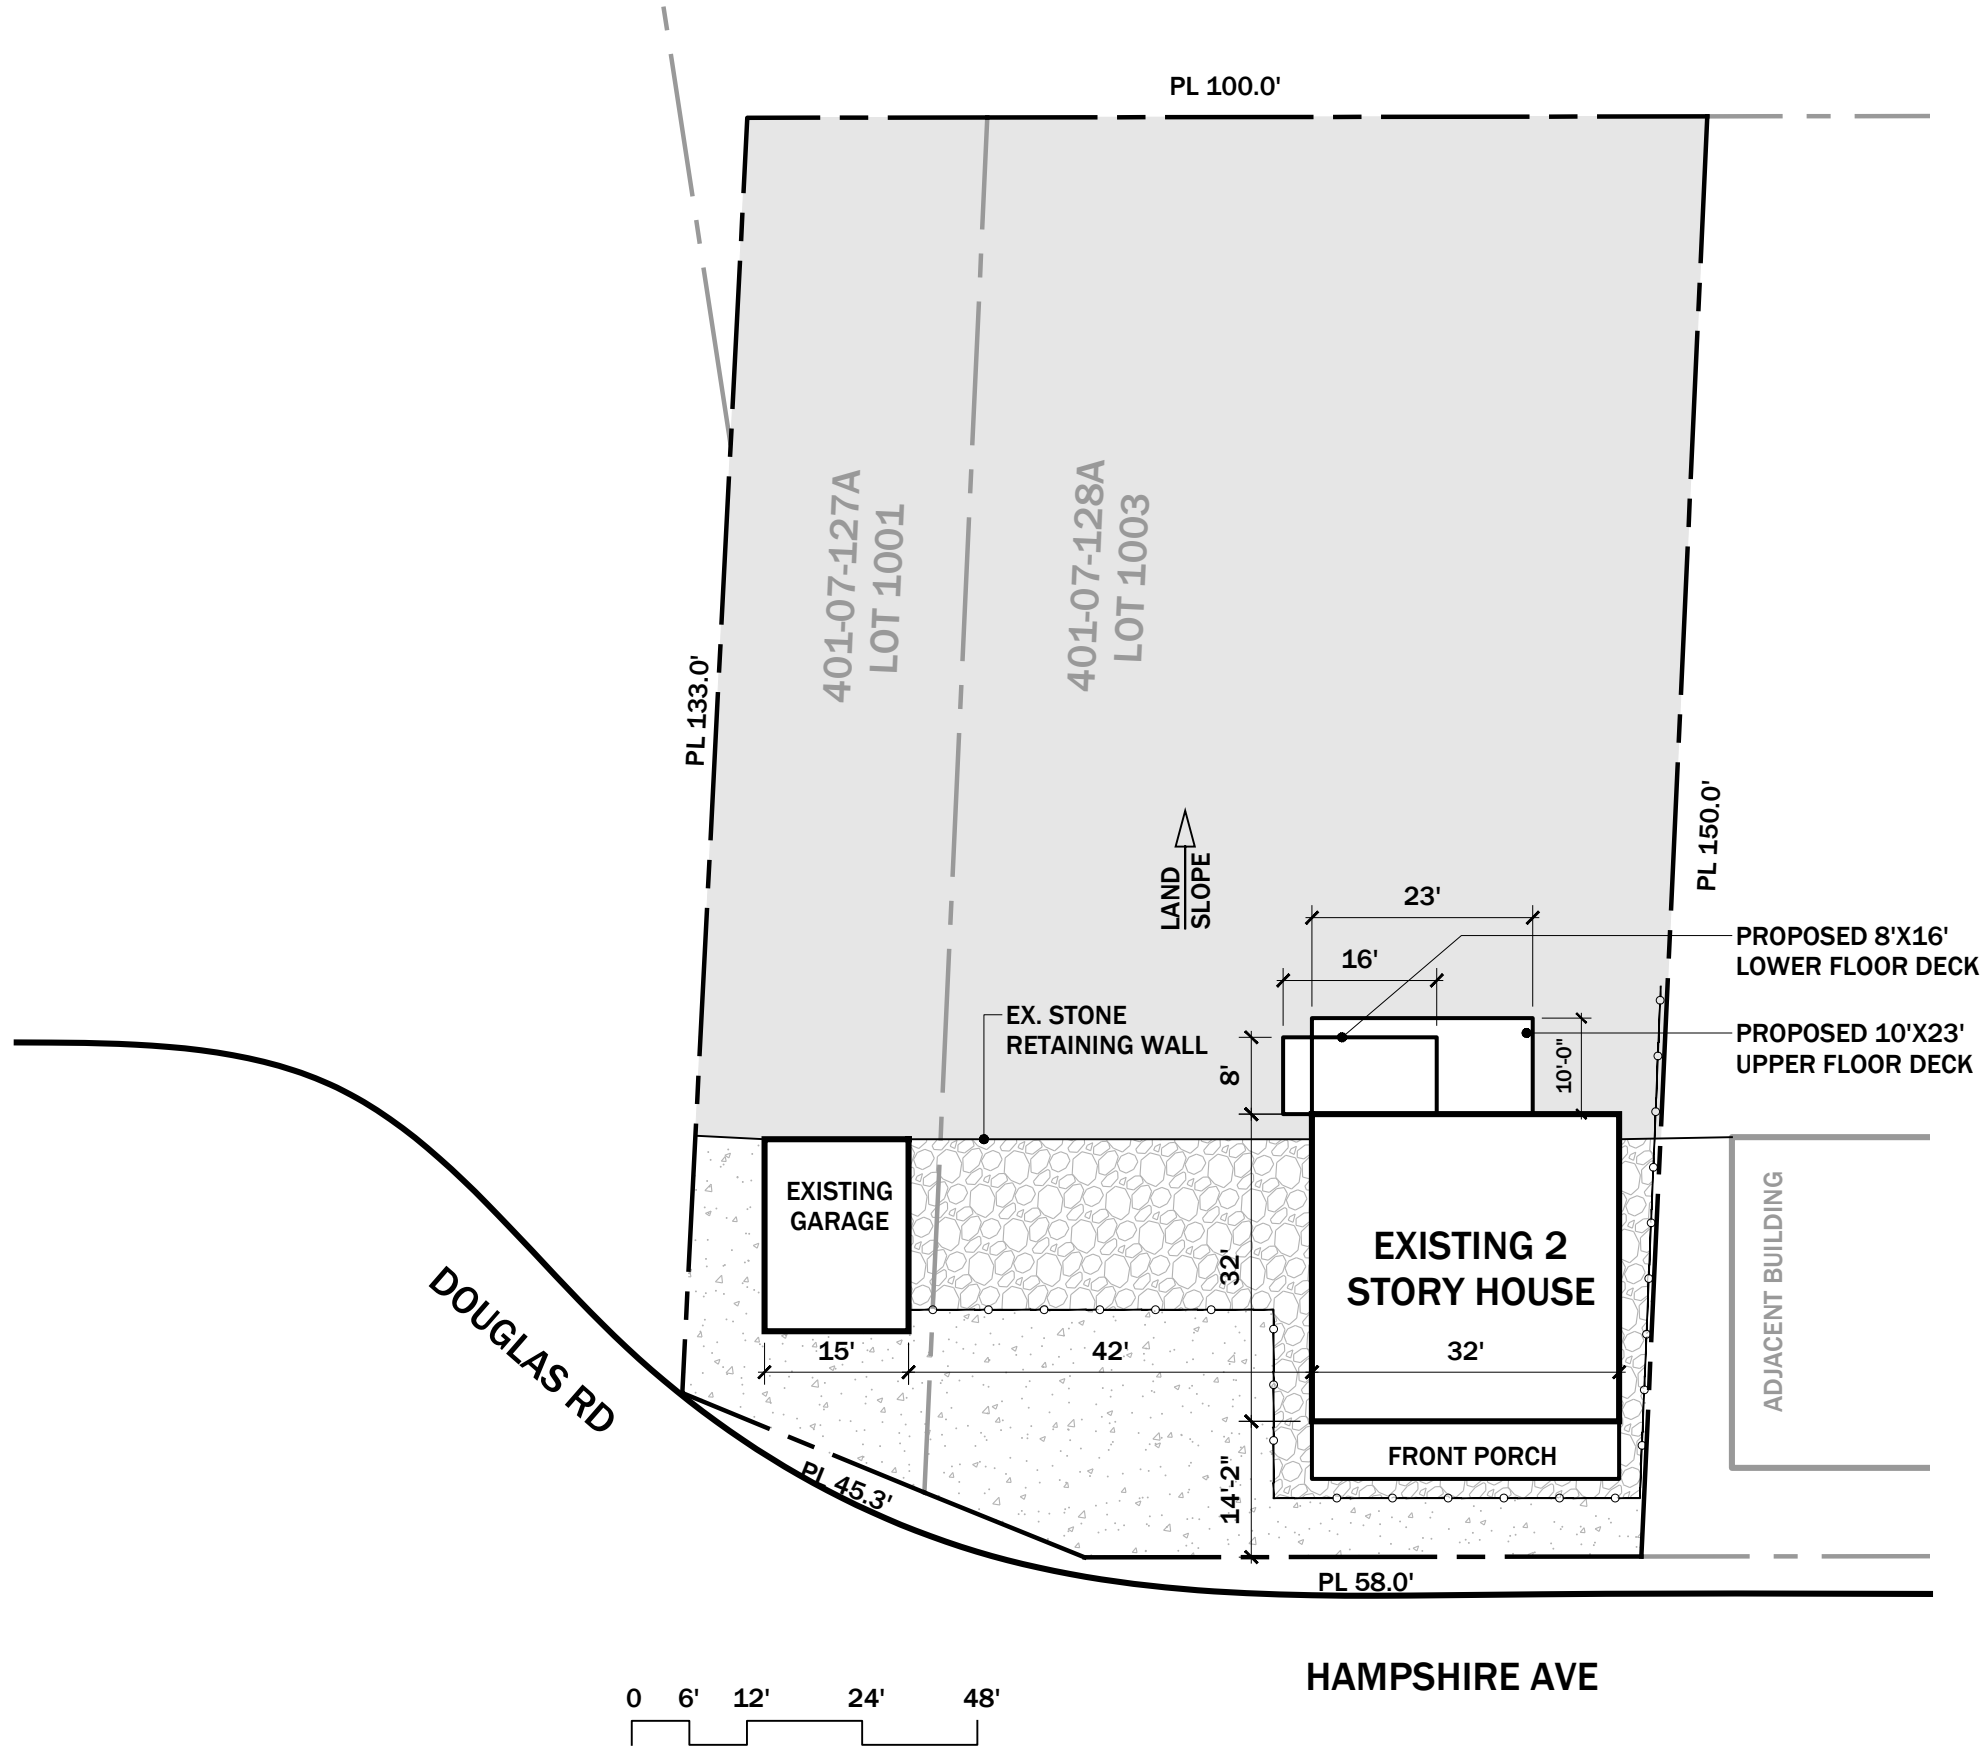 PL 100.0'
401-07-127A
LOT 1001
401-07-128A
LOT 1003
PL 133.0'
PL 150.0'
LAND
SLOPE
23'
PROPOSED 8'X16'
LOWER FLOOR DECK
16'
EX. STONE
RETAINING WALL
PROPOSED 10'X23'
UPPER FLOOR DECK
8'
10'-0"
EXISTING
GARAGE
ADJACENT BUILDING
EXISTING 2
STORY HOUSE
32'
DOUGLAS RD
15'
42'
32'
FRONT PORCH
PL 45.3'
14'-2"
PL 58.0'
HAMPSHIRE AVE
0 6' 12' 24' 48'